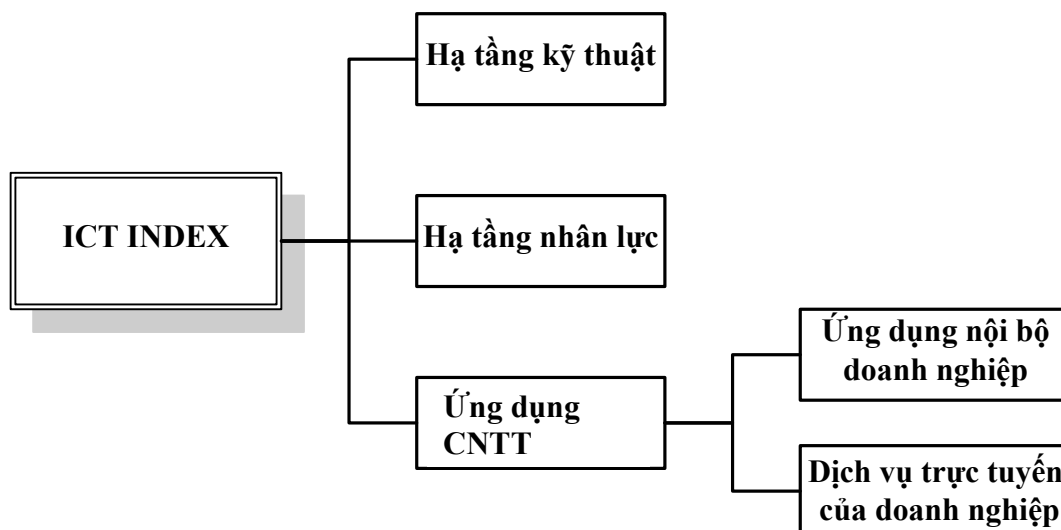 Hạ tầng kỹ thuật
ICT INDEX
Hạ tầng nhân lực
Ứng dụng
CNTT
Ứng dụng nội bộ
doanh nghiệp
Dịch vụ trực tuyến
của doanh nghiệp